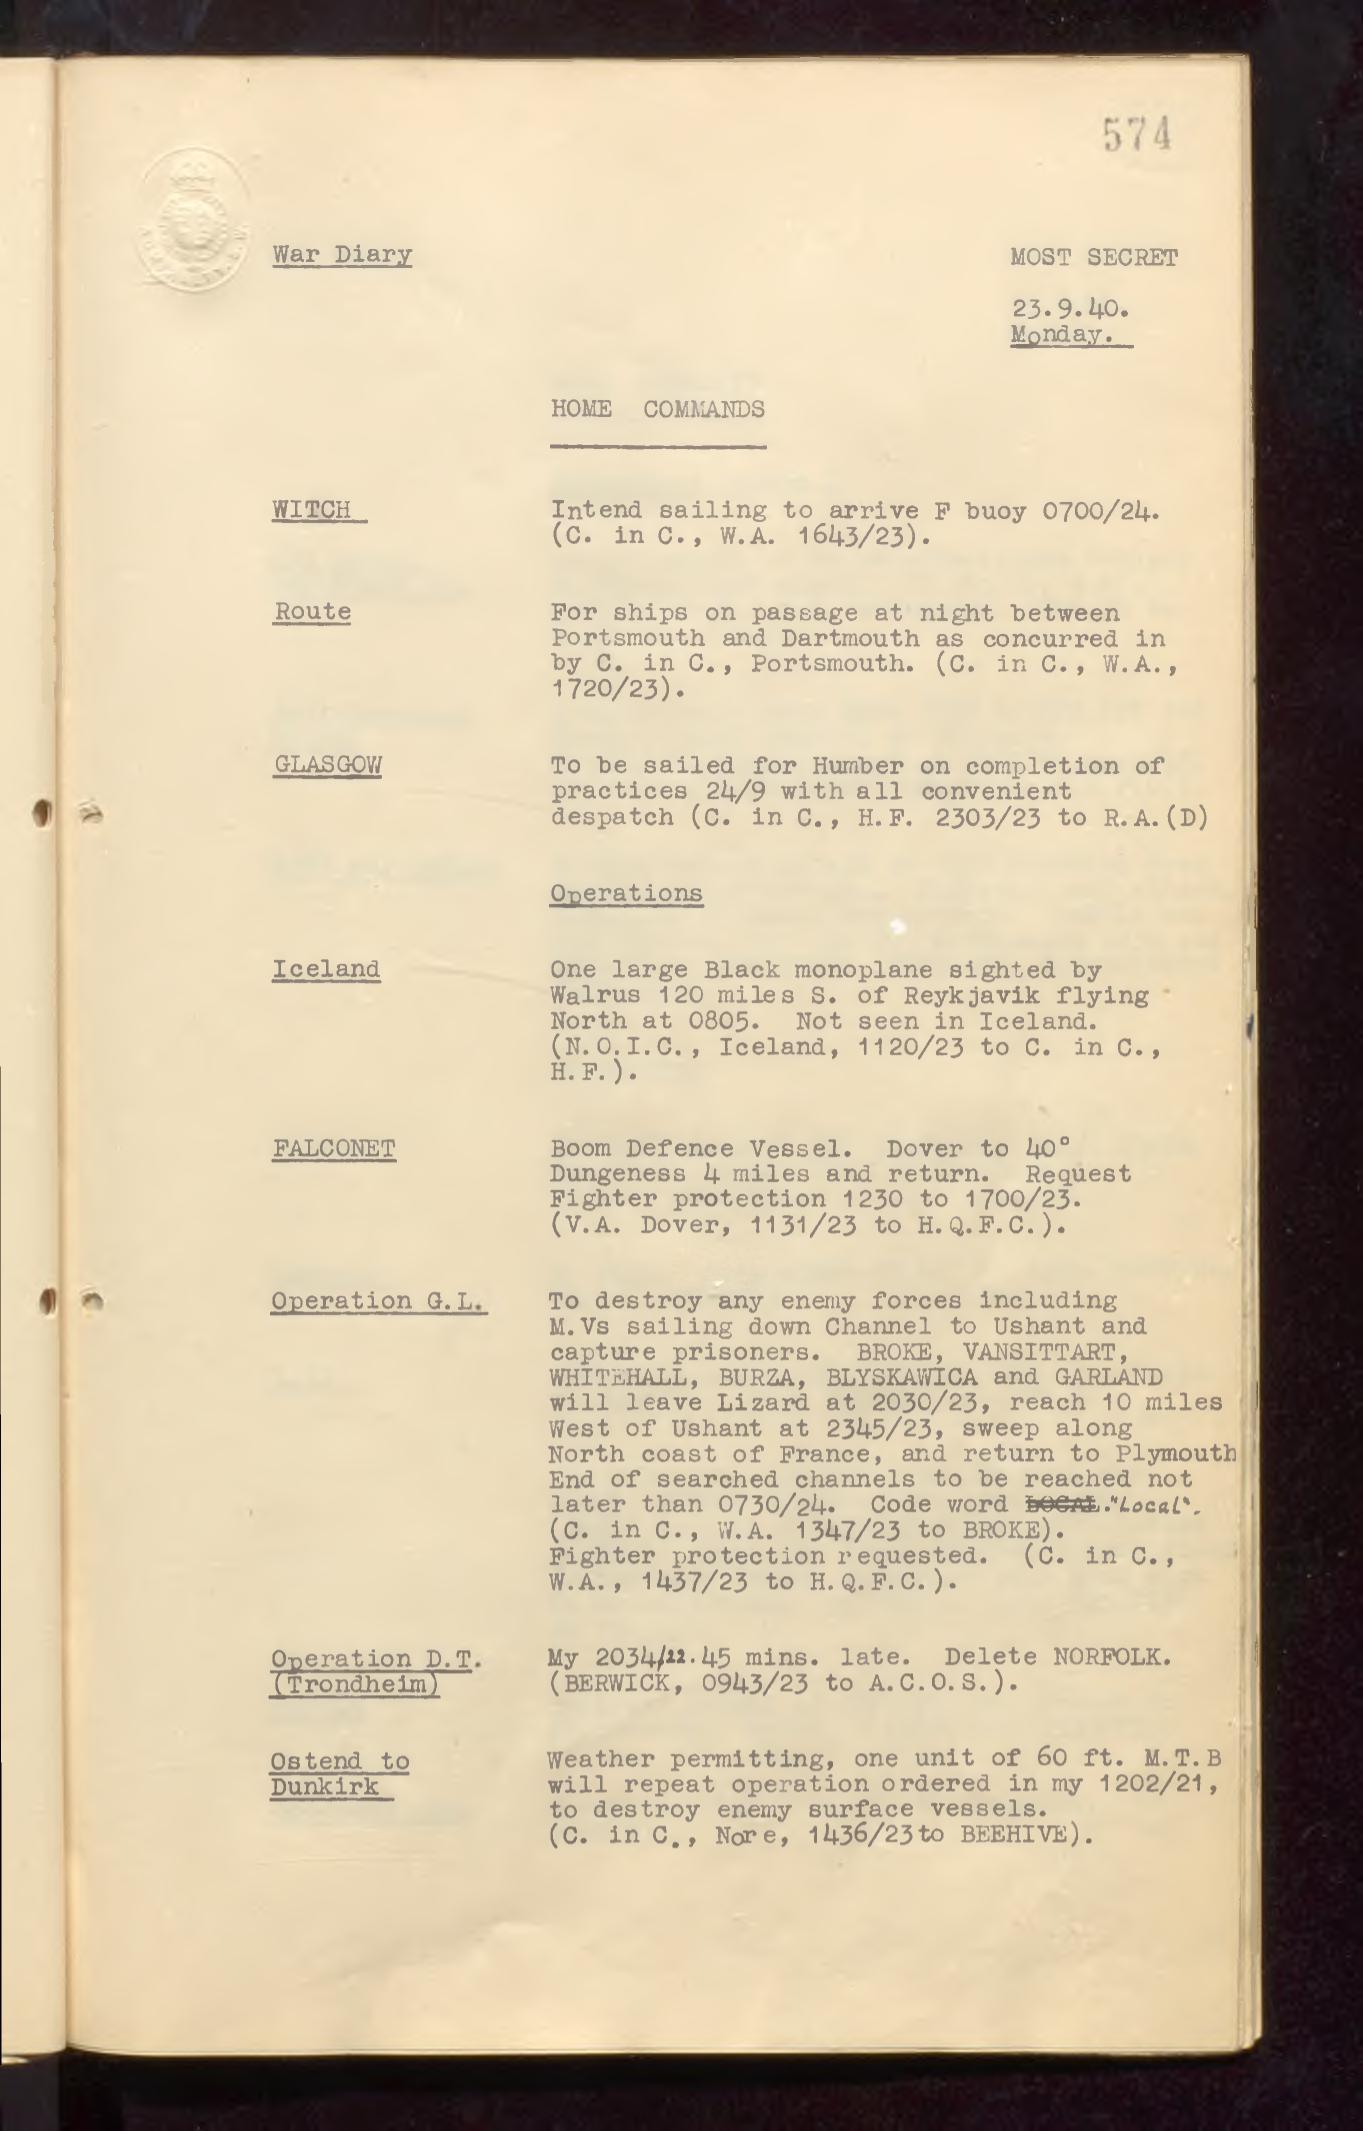 574
War Diary
MOST SECRET
23.9.40.
Monday.
HOME COMMANDS
WITCH
Intend sailing to arrive F buoy 0700/24.
(C. in C., W.A. 1643/23).
Route
For ships on passage at night between
Portsmouth and Dartmouth as concurred in
by C. in C., Portsmouth. (C. in C., W.A.,
1720/23).
GLASGOW
To be sailed for Humber on completion of
practices 24/9 with all convenient
despatch (C. in C., H.F. 2303/23 to R.A.(D)
Operations
Iceland
One large Black monoplane sighted by
Walrus 120 miles S. of Reykjavik flying
North at 0805. Not seen in Iceland.
(N.O.I.C., Iceland, 1120/23 to C. in C.,
H.F.).
FALCONET
Boom Defence Vessel. Dover to 40°
Dungeness 4 miles and return. Request
Fighter protection 1230 to 1700/23.
(V.A. Dover, 1131/23 to H.Q.F.C.).
Operation G.L.
To destroy any enemy forces including
M.Vs sailing down Channel to Ushant and
capture prisoners. BROKE, VANSITTART,
WHITEHALL, BURZA, BLYSKAWICA and GARLAND
will leave Lizard at 2030/23, reach 10 miles
West of Ushant at 2345/23, sweep along
North coast of France, and return to Plymouth
End of searched channels to be reached not
later than 0730/24. Code word LOCAL."Local".
(C. in C., W.A. 1347/23 to BROKE).
Fighter protection requested. (C. in C.,
W.A., 1437/23 to H.Q.F.C.).
Operation D.T.
(Trondheim)
My 2034/22.45 mins. late. Delete NORFOLK.
(BERWICK, 0943/23 to A.C.O.S.).
Ostend to
Dunkirk
Weather permitting, one unit of 60 ft. M.T.B
will repeat operation ordered in my 1202/21,
to destroy enemy surface vessels.
(C. in C., Nore, 1436/23 to BEEHIVE).